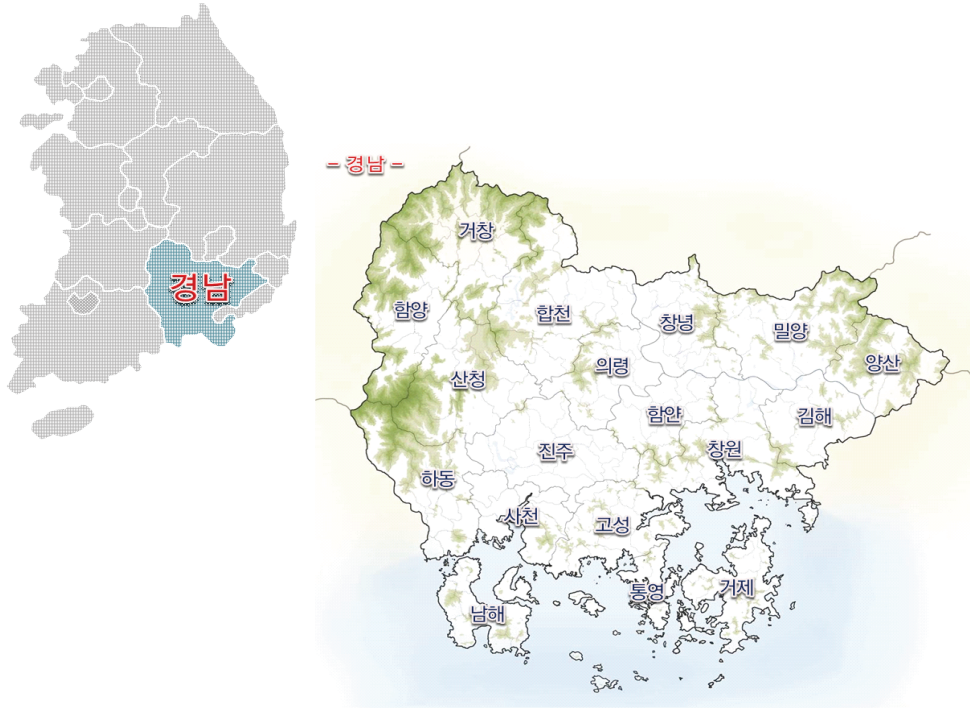 경남
– 경남 –
거창
함양
합천
창녕
밀양
산청
의령
양산
함얀
김해
진주
창원
하동
사천
고성
통영
거제
남해